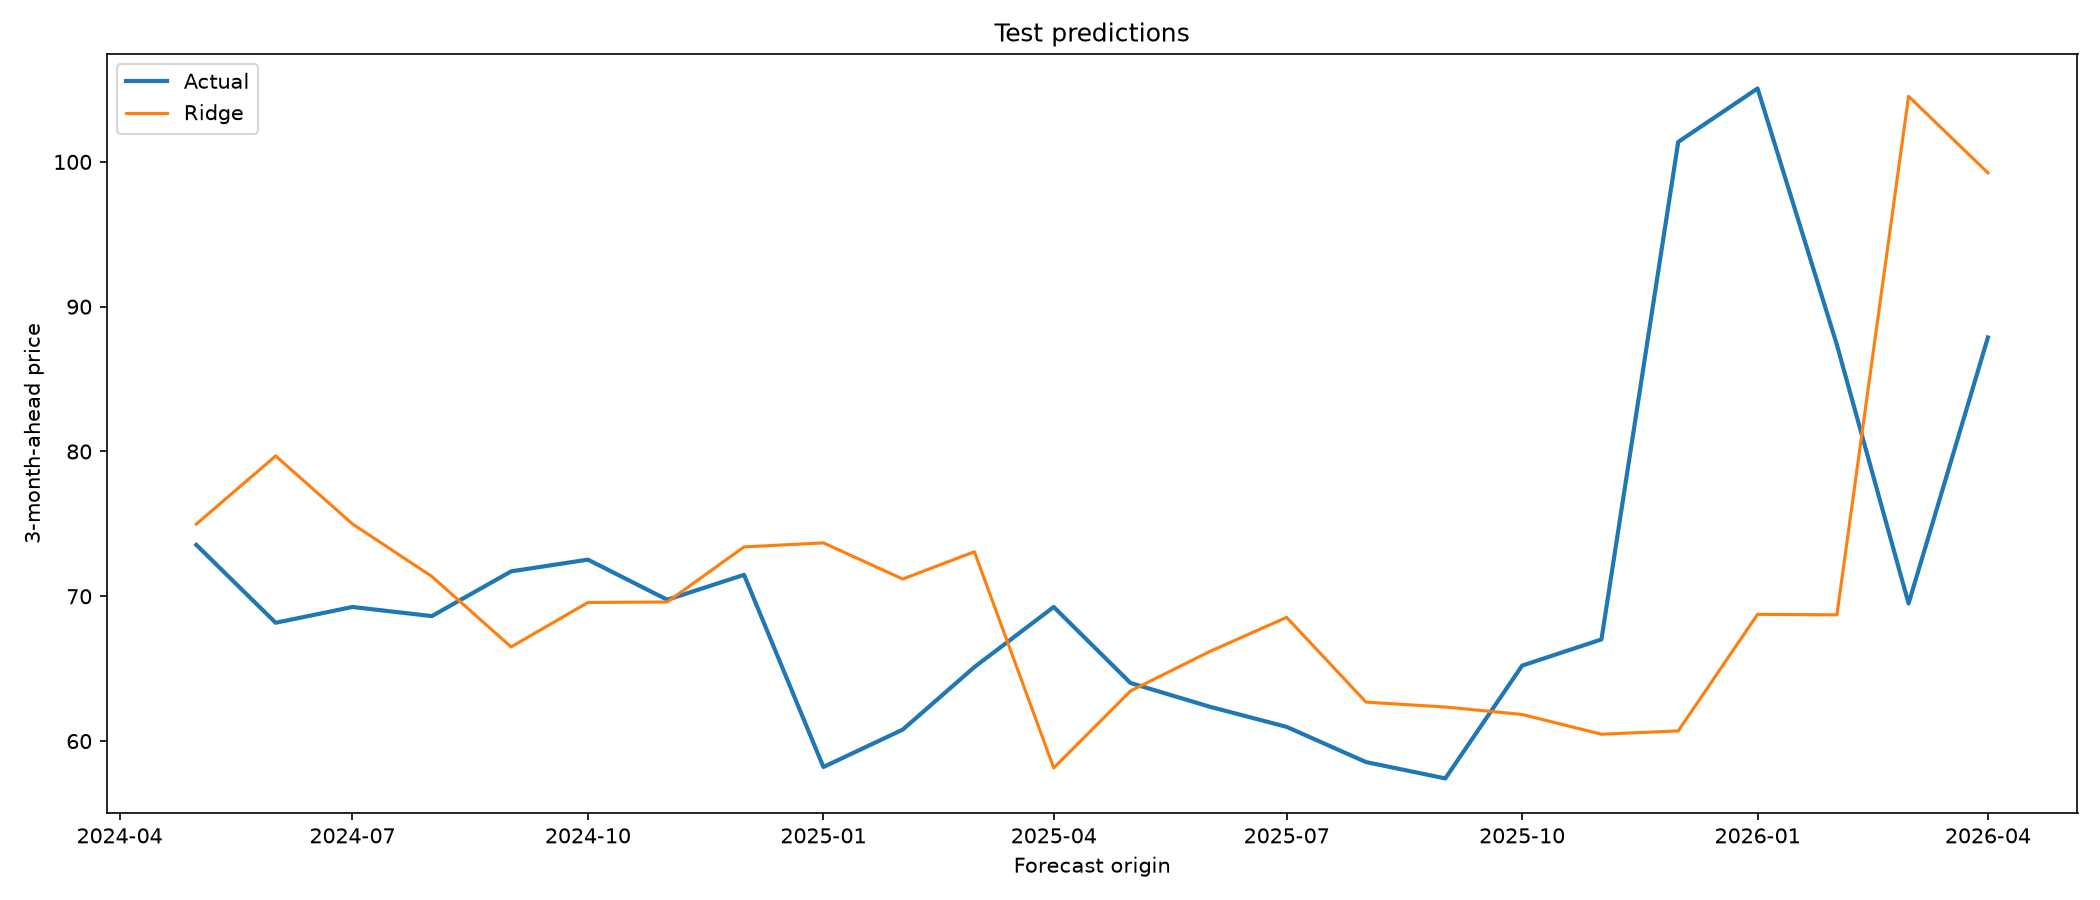 Test predictions
Actual
Ridge
3-month-ahead price
100
90
80
70
60
2024-04
2024-07
2024-10
2025-01
2025-04
2025-07
2025-10
2026-01
2026-04
Forecast origin